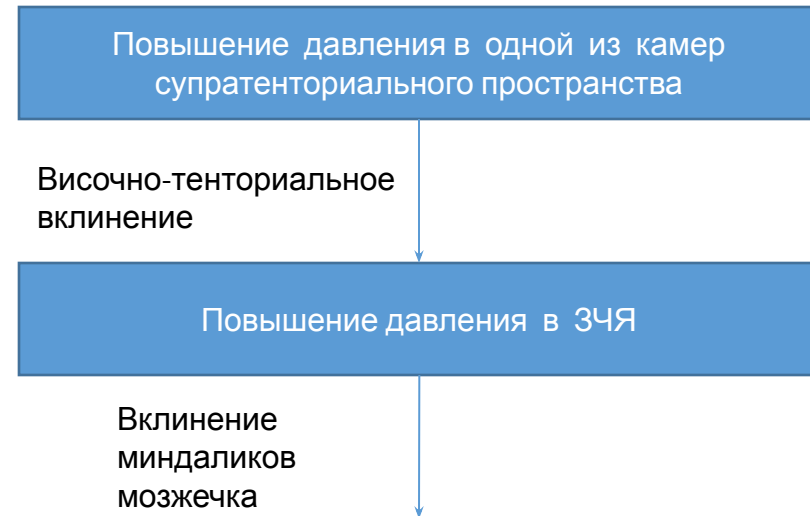 Повышение давления в одной из камер
супратенториального пространства
Височно-тенториальное
вклинение
Повышение давления в ЗЧЯ
Вклинение
миндаликов
мозжечка